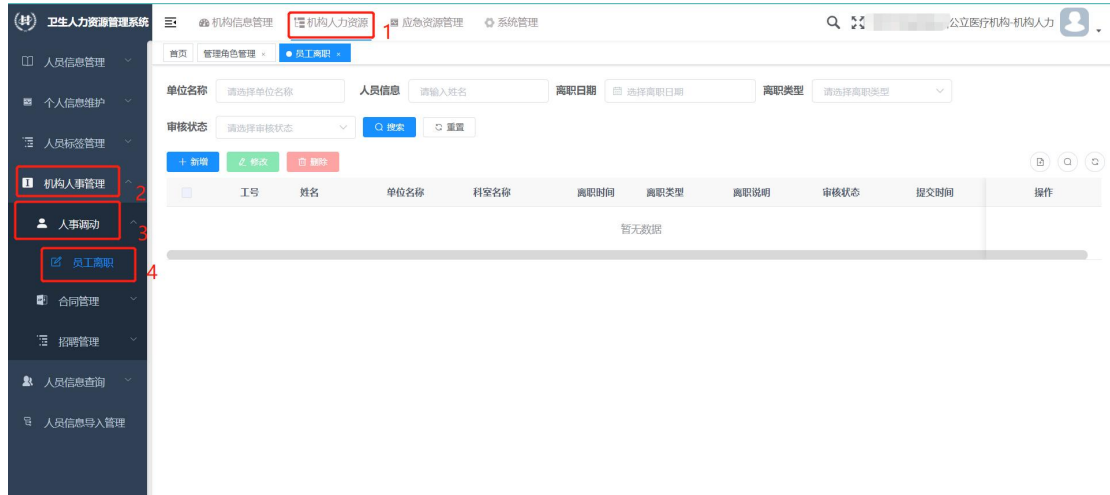 卫生人力资源管理系统 机构信息管理 机构人力资源 1 应急资源管理 系统管理 公立医疗机构-机构人力
首页 管理角色管理 × 员工离职 ×
人员信息管理
单位名称 请选择单位名称 人员信息 请输入姓名 离职日期 选择离职日期 离职类型 请选择离职类型
个人信息维护
审核状态 请选择审核状态 搜索 重置
人员标签管理
+ 新增 修改 删除
机构人事管理 2
工号 姓名 单位名称 科室名称 离职时间 离职类型 离职说明 审核状态 提交时间 操作
人事调动 3
暂无数据
员工离职 4
合同管理
招聘管理
人员信息查询
人员信息导入管理